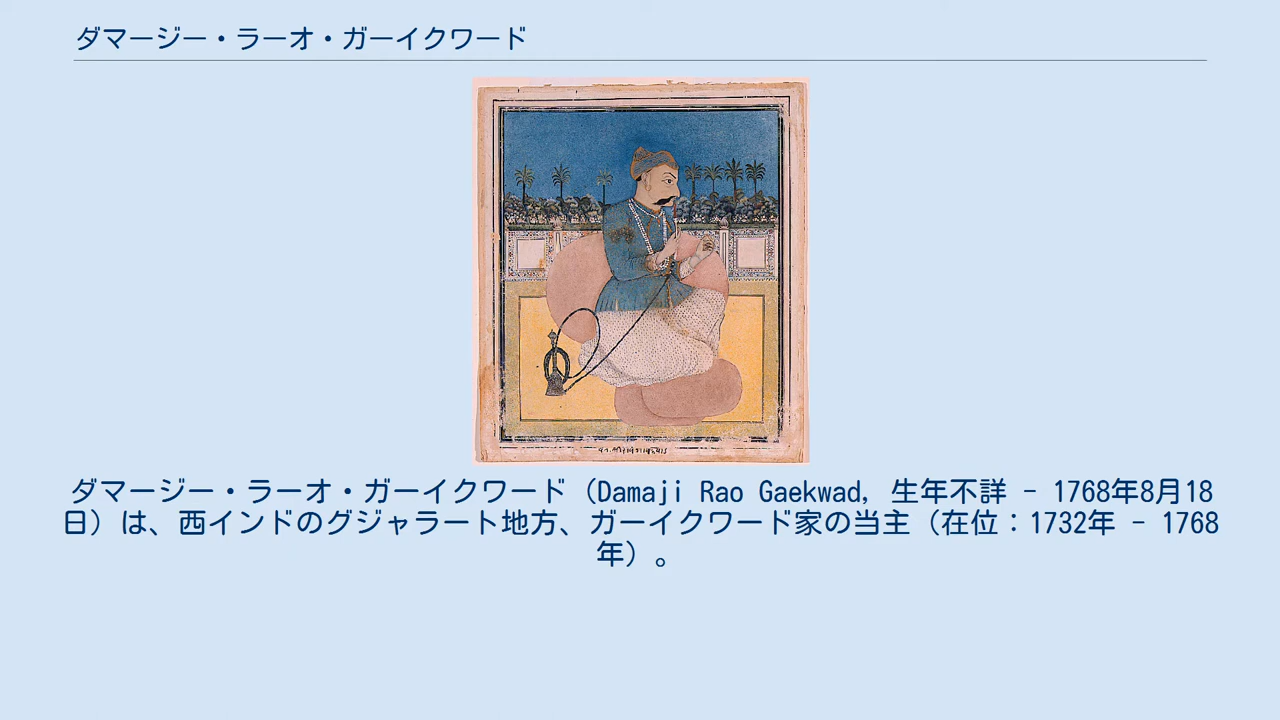 ダマージー・ラーオ・ガーイクワード
ダマージー・ラーオ・ガーイクワード（Damaji Rao Gaekwad, 生年不詳 - 1768年8月18
日）は、西インドのグジャラート地方、ガーイクワード家の当主（在位：1732年 - 1768
年）。